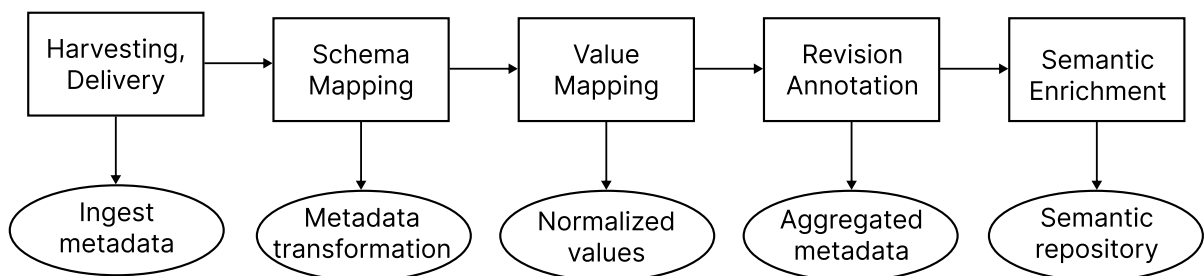 Harvesting,
Delivery
Schema
Mapping
Value
Mapping
Revision
Annotation
Semantic
Enrichment
Ingest
metadata
Metadata
transformation
Normalized
values
Aggregated
metadata
Semantic
repository